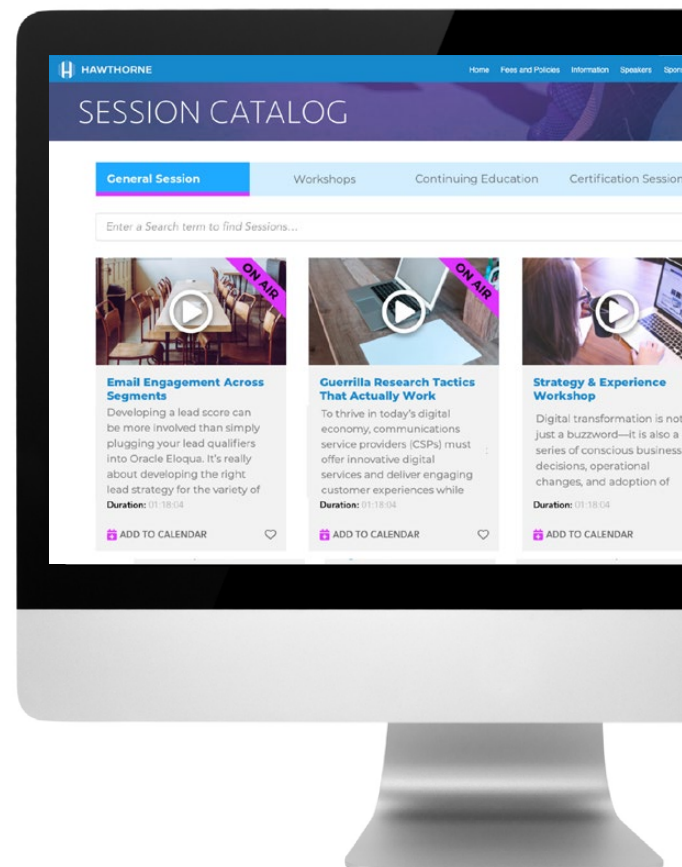 HAWTHORNE
Home Fees and Policies Information Speakers
SESSION CATALOG
General Session Workshops Continuing Education Certification Session
Enter a Search term to find Sessions...
ON AIR
ON AIR
Email Engagement Across
Segments
Developing a lead score can
be more involved than simply
plugging your lead qualifiers
into Oracle Eloqua. It's really
about developing the right
lead strategy for the variety of
Duration: 01:18:04
ADD TO CALENDAR
Guerrilla Research Tactics
That Actually Work
To thrive in today's digital
economy, communications
service providers (CSPs) must
offer innovative digital
services and deliver engaging
customer experiences while
Duration: 01:18:04
ADD TO CALENDAR
Strategy & Experience
Workshop
Digital transformation is not
just a buzzword—it is also a
series of conscious business
decisions, operational
changes, and adoption of
Duration: 01:18:04
ADD TO CALENDAR